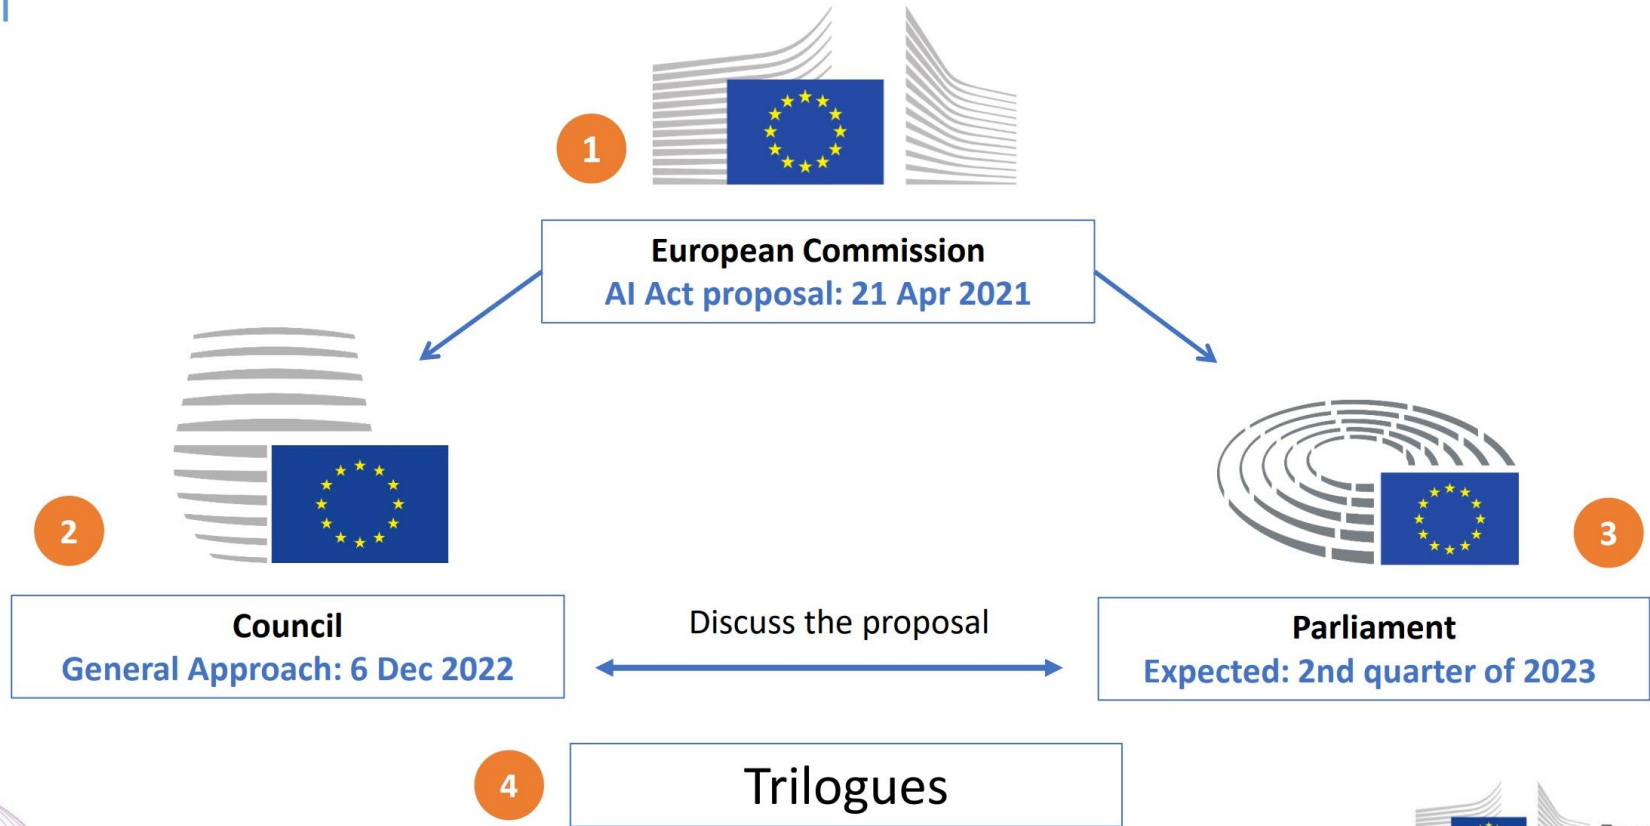 1
European Commission
AI Act proposal: 21 Apr 2021
2
3
Council
General Approach: 6 Dec 2022
Discuss the proposal
Parliament
Expected: 2nd quarter of 2023
4
Trilogues